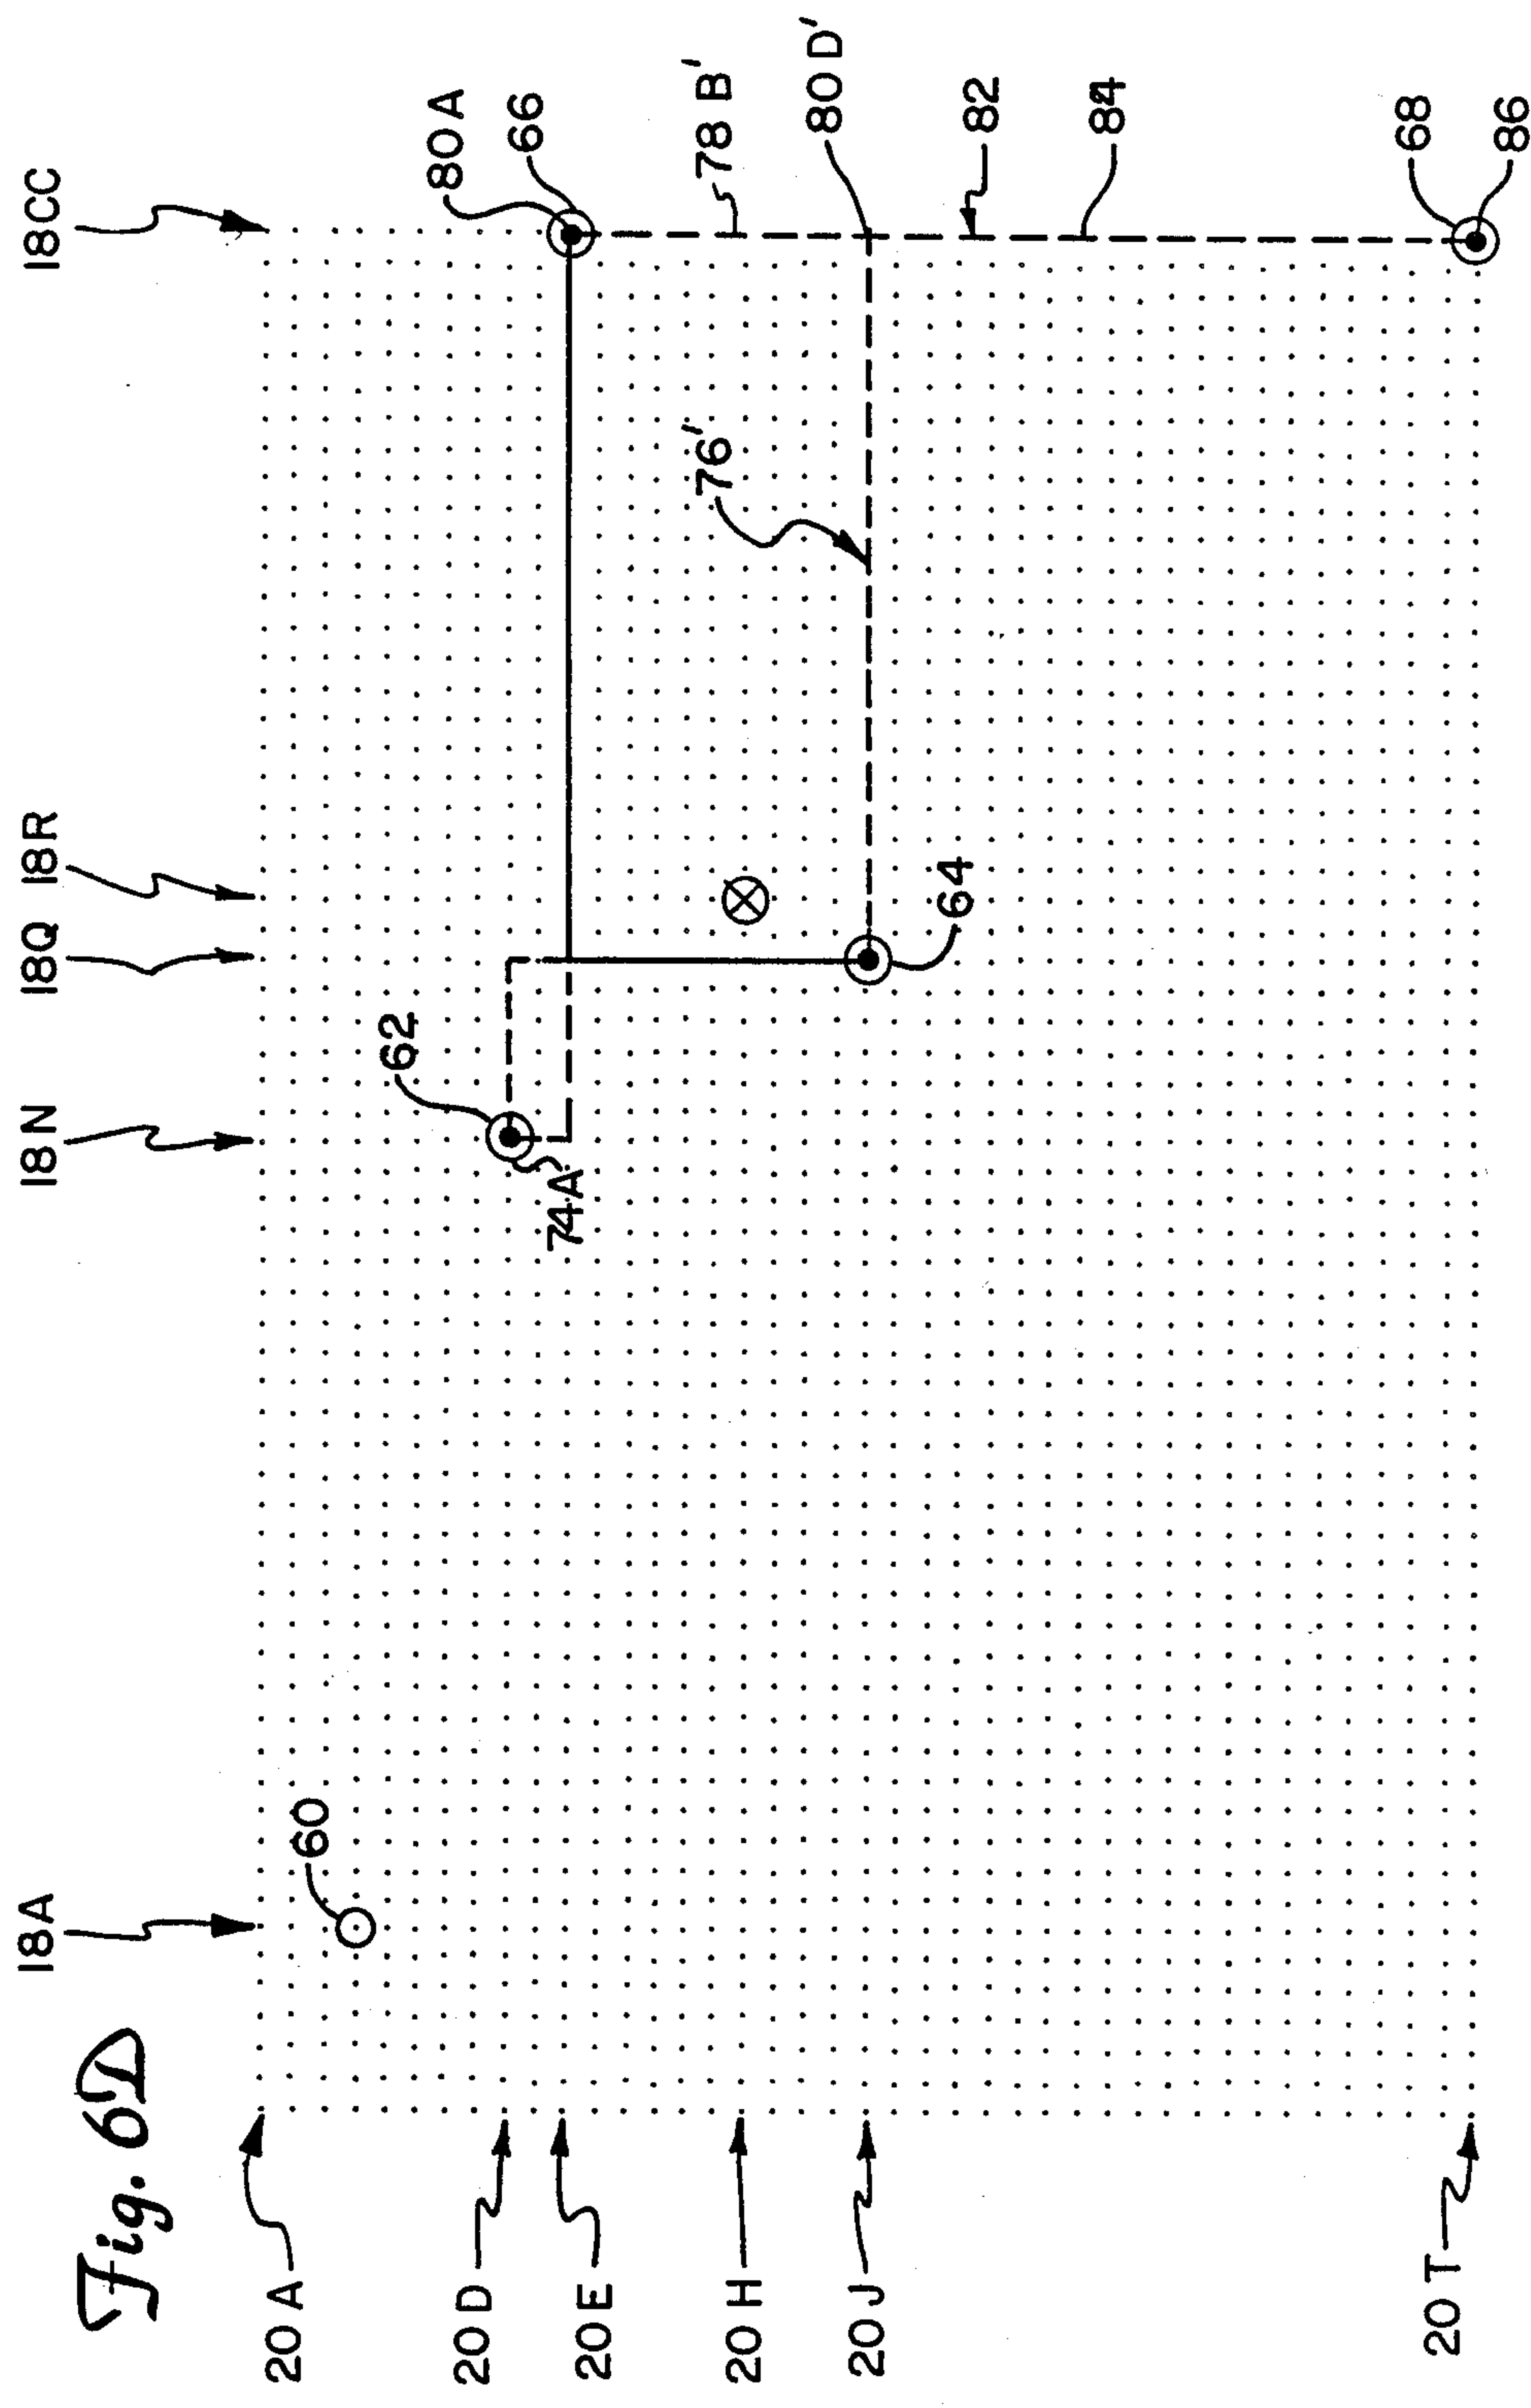 Fig. 6D
18A
18N
18Q
18R
18CC
20A
20D
20E
20H
20J
20T
60
62
74A
64
76'
80A
66
78B'
80D'
82
84
68
86